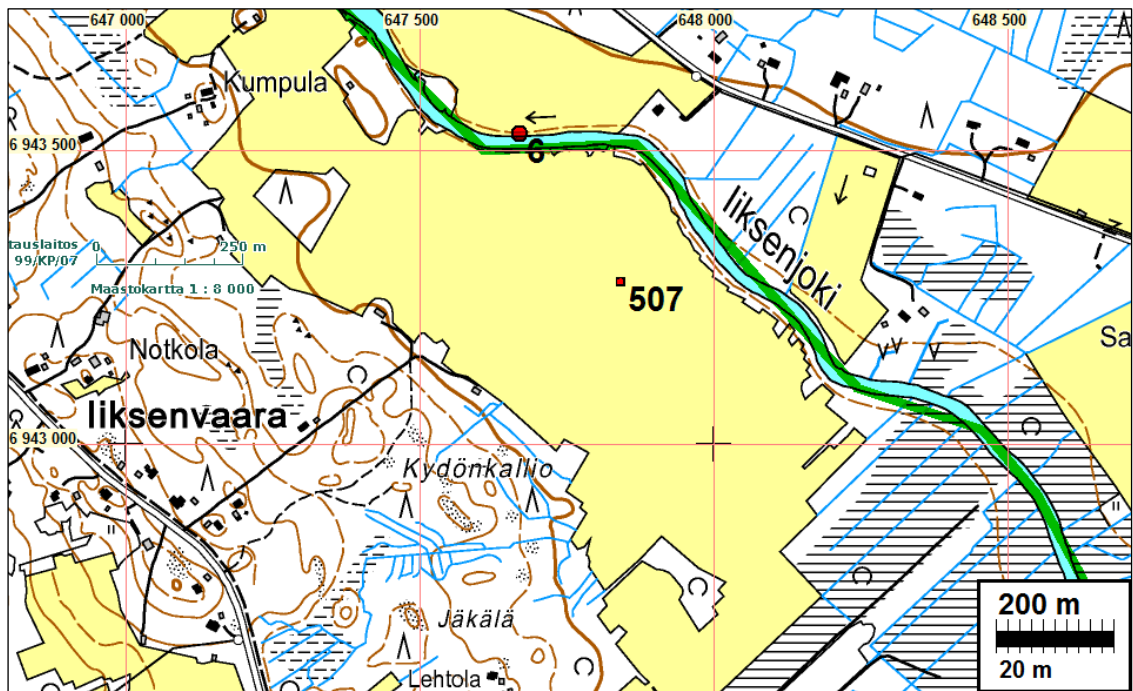 647 000
647 500
648 000
648 500
Kumpula
6 943 500
6
Iiksenjoki
tauslaitos
99/KP/07
0
250 m
Maastokartta 1 : 8 000
507
Notkola
Sa
Iiksenvaara
6 943 000
Kydönkallio
Jäkälä
Lehtola
200 m
20 m